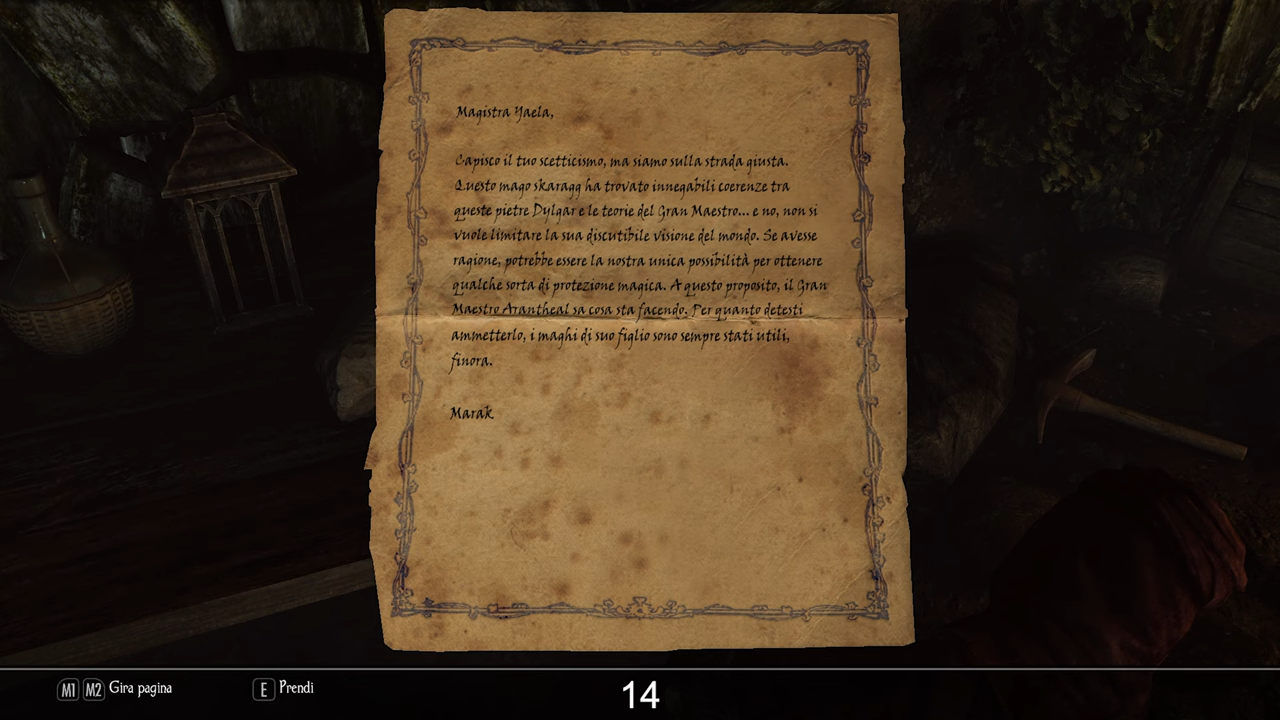 Magistra Yaela,
Capisco il tuo scetticismo, ma siamo sulla strada giusta.
Questo mago skaragg ha trovato innegabili coerenze tra
queste pietre Dylgar e le teorie del Gran Maestro... e no, non si
vuole limitare la sua discutibile visione del mondo. Se avesse
ragione, potrebbe essere la nostra unica possibilità per ottenere
qualche sorta di protezione magica. A questo proposito, il Gran
Maestro Arantheal sa cosa sta facendo. Per quanto detesti
ammetterlo, i maghi di suo figlio sono sempre stati utili,
finora.
Marak
M1 M2 Gira pagina E Prendi 14